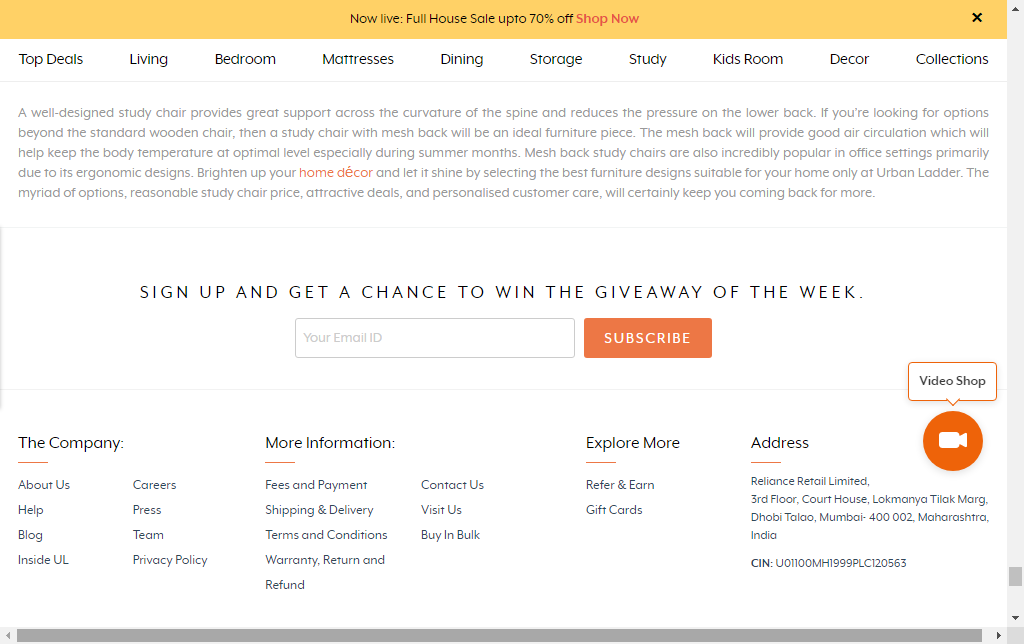 Now live: Full House Sale upto 70% off Shop Now
Top Deals Living Bedroom Mattresses Dining Storage Study Kids Room Decor Collections
A well-designed study chair provides great support across the curvature of the spine and reduces the pressure on the lower back. If you're looking for options
beyond the standard wooden chair, then a study chair with mesh back will be an ideal furniture piece. The mesh back will provide good air circulation which will
help keep the body temperature at optimal level especially during summer months. Mesh back study chairs are also incredibly popular in office settings primarily
due to its ergonomic designs. Brighten up your home décor and let it shine by selecting the best furniture designs suitable for your home only at Urban Ladder. The
myriad of options, reasonable study chair price, attractive deals, and personalised customer care, will certainly keep you coming back for more.
SIGN UP AND GET A CHANCE TO WIN THE GIVEAWAY OF THE WEEK.
Your Email ID
SUBSCRIBE
Video Shop
The Company:
About Us
Help
Blog
Inside UL
Careers
Press
Team
Privacy Policy
More Information:
Fees and Payment
Shipping & Delivery
Terms and Conditions
Warranty, Return and
Refund
Contact Us
Visit Us
Buy In Bulk
Explore More
Refer & Earn
Gift Cards
Address
Reliance Retail Limited,
3rd Floor, Court House, Lokmanya Tilak Marg,
Dhobi Talao, Mumbai- 400 002, Maharashtra,
India
CIN: U01100MH1999PLC120563